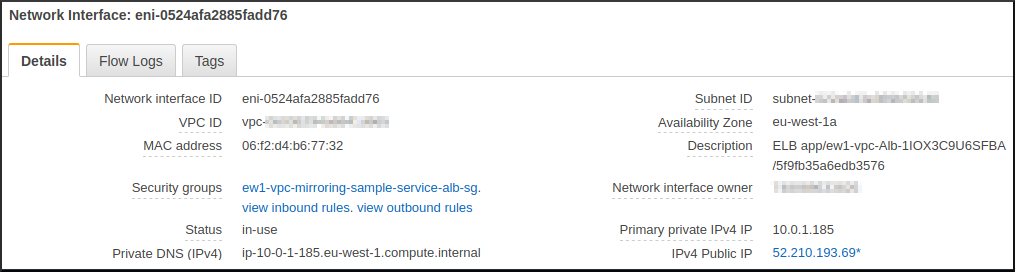 Network Interface: eni-0524afa2885fadd76
Details Flow Logs Tags
Network interface ID eni-0524afa2885fadd76 Subnet ID subnet-
VPC ID vpc- Availability Zone eu-west-1a
MAC address 06:f2:d4:b6:77:32 Description ELB app/ew1-vpc-Alb-1IOX3C9U6SFBA
/5f9fb35a6edb3576
Security groups ew1-vpc-mirroring-sample-service-alb-sg. Network interface owner
view inbound rules. view outbound rules
Status in-use Primary private IPv4 IP 10.0.1.185
Private DNS (IPv4) ip-10-0-1-185.eu-west-1.compute.internal IPv4 Public IP 52.210.193.69*